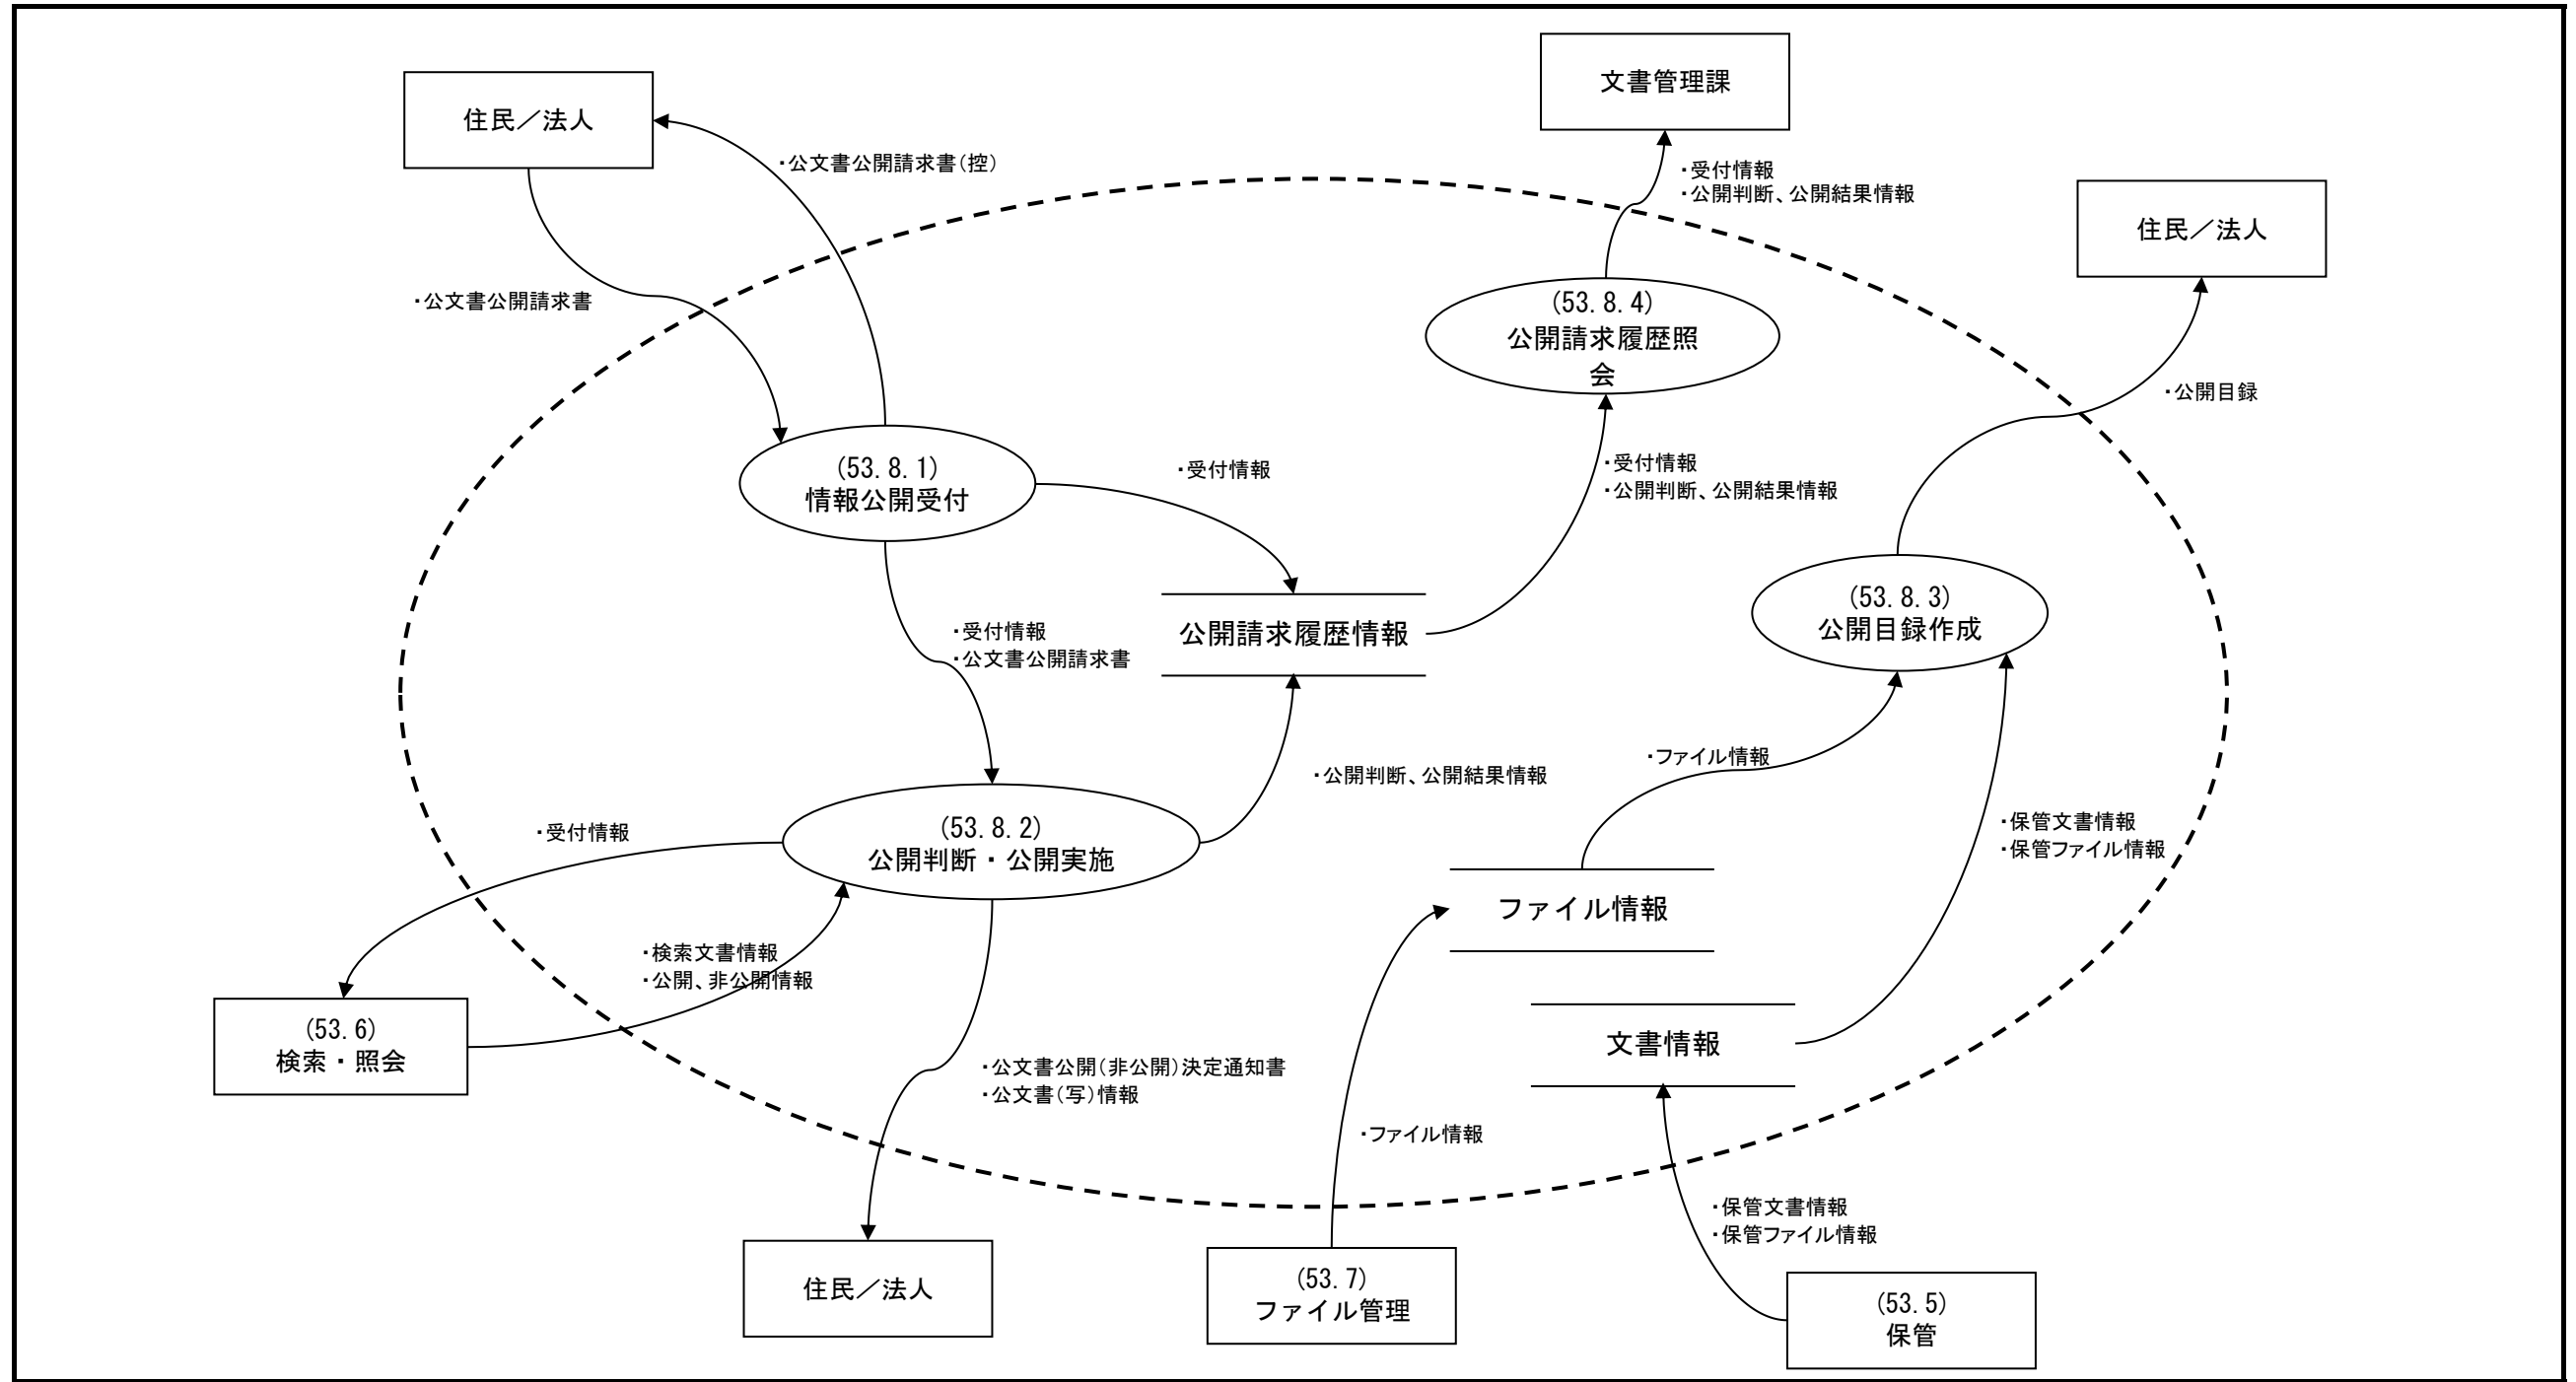 文書管理課
住民／法人
・公文書公開請求書（控）
・受付情報
・公開判断、公開結果情報
住民／法人
・公文書公開請求書
(53.8.4)
公開請求履歴照
会
・公開目録
(53.8.1)
情報公開受付
・受付情報
・受付情報
・公開判断、公開結果情報
(53.8.3)
公開目録作成
・受付情報
・公文書公開請求書
公開請求履歴情報
・ファイル情報
・公開判断、公開結果情報
・受付情報
(53.8.2)
公開判断・公開実施
・保管文書情報
・保管ファイル情報
ファイル情報
・検索文書情報
・公開、非公開情報
(53.6)
検索・照会
文書情報
・公文書公開（非公開）決定通知書
・公文書（写）情報
・ファイル情報
・保管文書情報
・保管ファイル情報
住民／法人
(53.7)
ファイル管理
(53.5)
保管